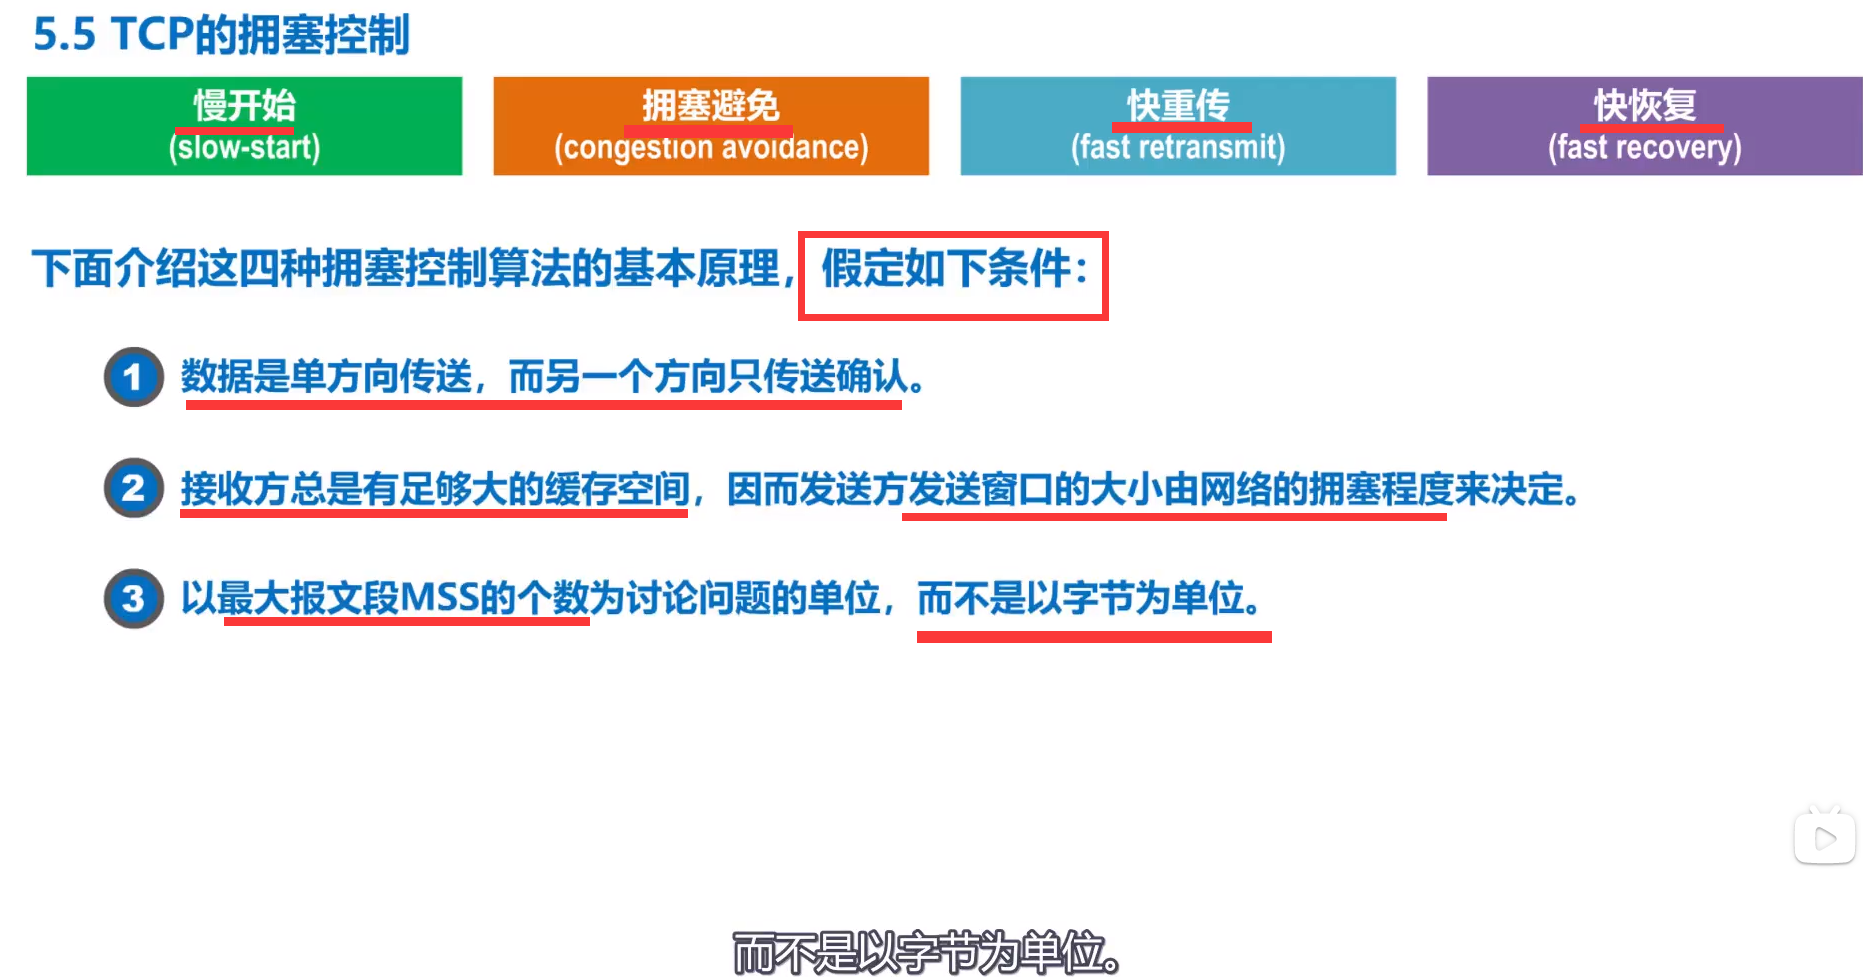 5.5 TCP的拥塞控制
慢开始
(slow-start)
拥塞避免
(congestion avoidance)
快重传
(fast retransmit)
快恢复
(fast recovery)
下面介绍这四种拥塞控制算法的基本原理，假定如下条件：
1 数据是单方向传送，而另一个方向只传送确认。
2 接收方总是有足够大的缓存空间，因而发送方发送窗口的大小由网络的拥塞程度来决定。
3 以最大报文段MSS的个数为讨论问题的单位，而不是以字节为单位。
而不是以字节为单位。